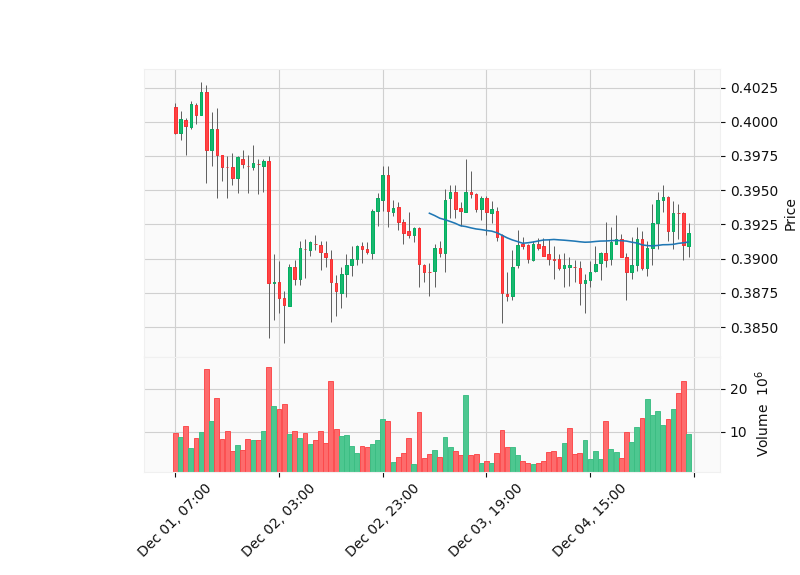 0.4025
0.4000
0.3975
0.3950
0.3925
0.3900
0.3875
0.3850
Price
20
10
Volume 10^6
Dec 01, 07:00
Dec 02, 03:00
Dec 02, 23:00
Dec 03, 19:00
Dec 04, 15:00